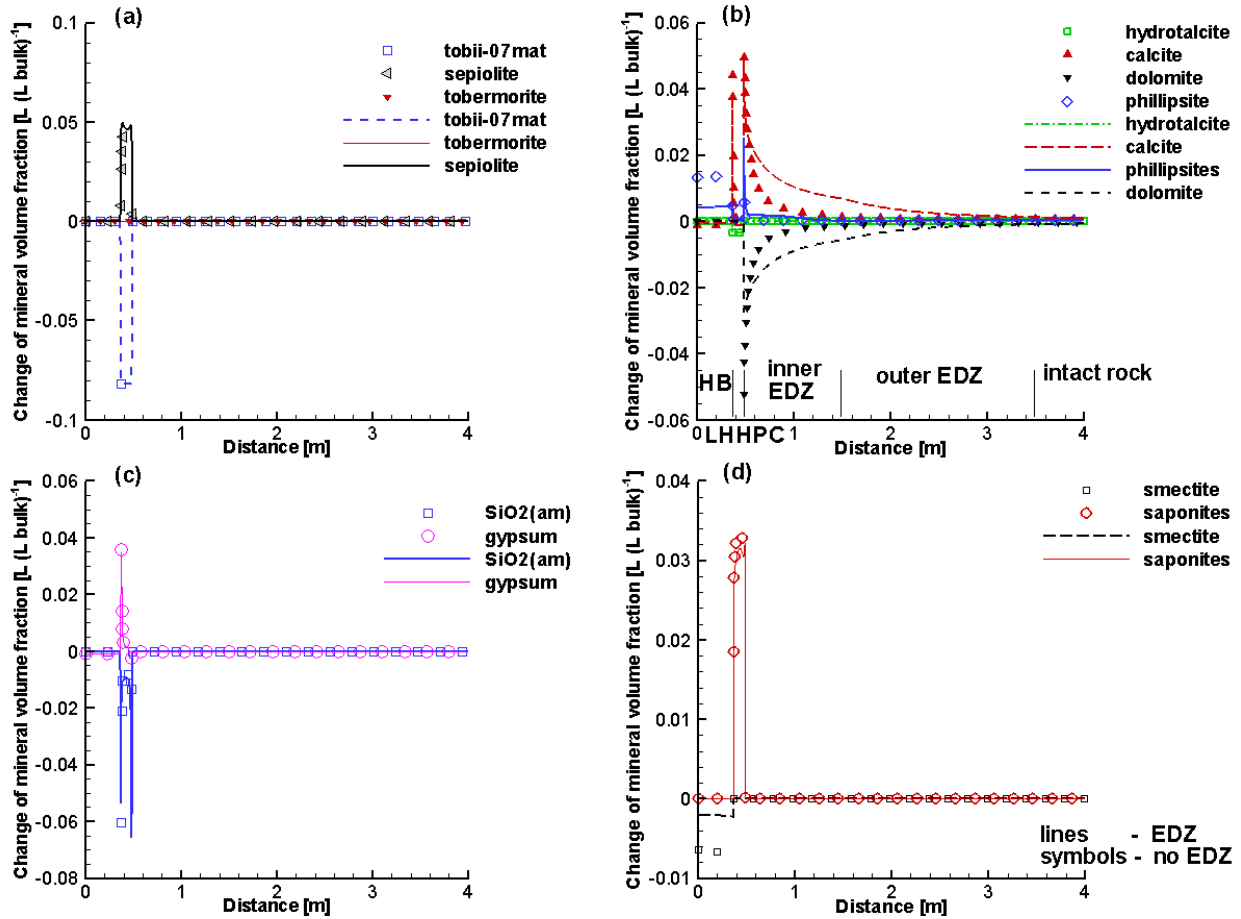 (a)
Change of mineral volume fraction [L (L bulk)-1]
0.1
0.05
0
-0.05
-0.1
tobii-07mat
sepiolite
tobermorite
tobii-07mat
tobermorite
sepiolite
0 1 2 3 4
Distance [m]
(b)
Change of mineral volume fraction [L (L bulk)-1]
0.06
0.04
0.02
0
-0.02
-0.04
-0.06
hydrotalcite
calcite
dolomite
phillipsite
hydrotalcite
calcite
phillipsites
dolomite
HB
inner
EDZ
outer EDZ
intact rock
LHHPC
0 1 2 3 4
Distance [m]
(c)
Change of mineral volume fraction [L (L bulk)-1]
0.06
0.04
0.02
0
-0.02
-0.04
-0.06
-0.08
SiO2(am)
gypsum
SiO2(am)
gypsum
0 1 2 3 4
Distance [m]
(d)
Change of mineral volume fraction [L (L bulk)-1]
0.04
0.03
0.02
0.01
0
-0.01
smectite
saponites
smectite
saponites
lines - EDZ
symbols - no EDZ
0 1 2 3 4
Distance [m]